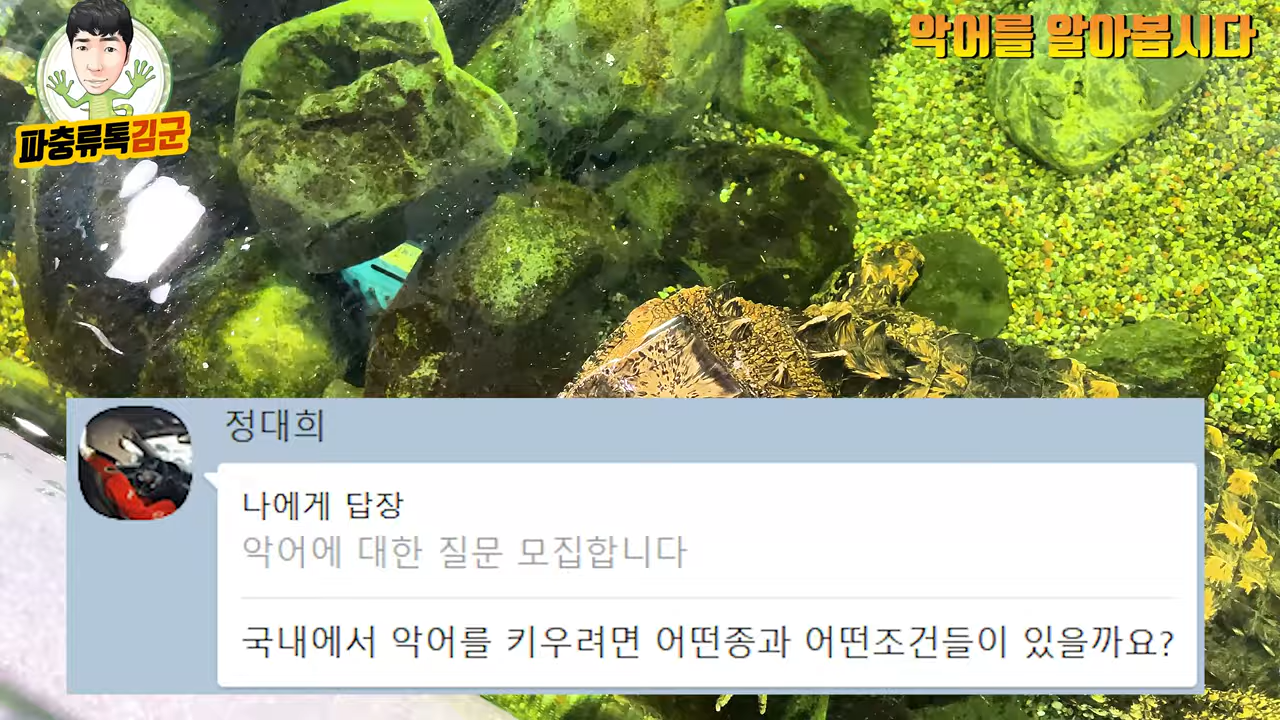 파충류톡김군
악어를 알아봅시다
정대희
나에게 답장
악어에 대한 질문 모집합니다
국내에서 악어를 키우려면 어떤종과 어떤조건들이 있을까요?